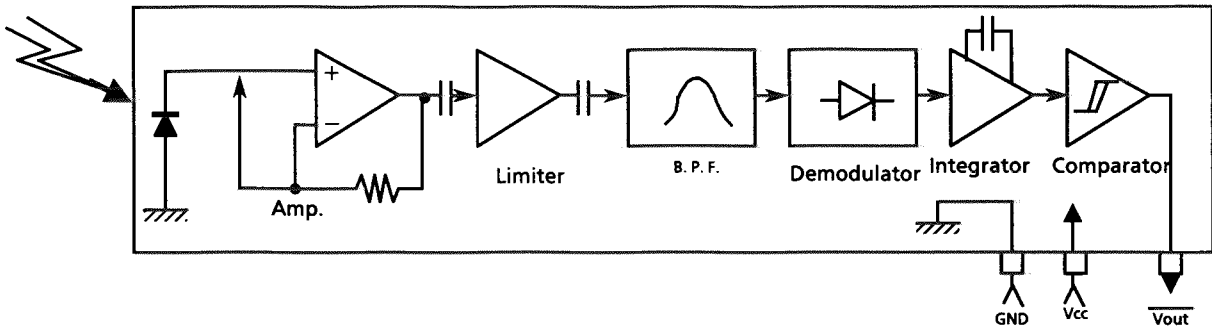 +
−
Amp.
Limiter
B. P. F.
Demodulator
Integrator
Comparator
GND
Vcc
Vout